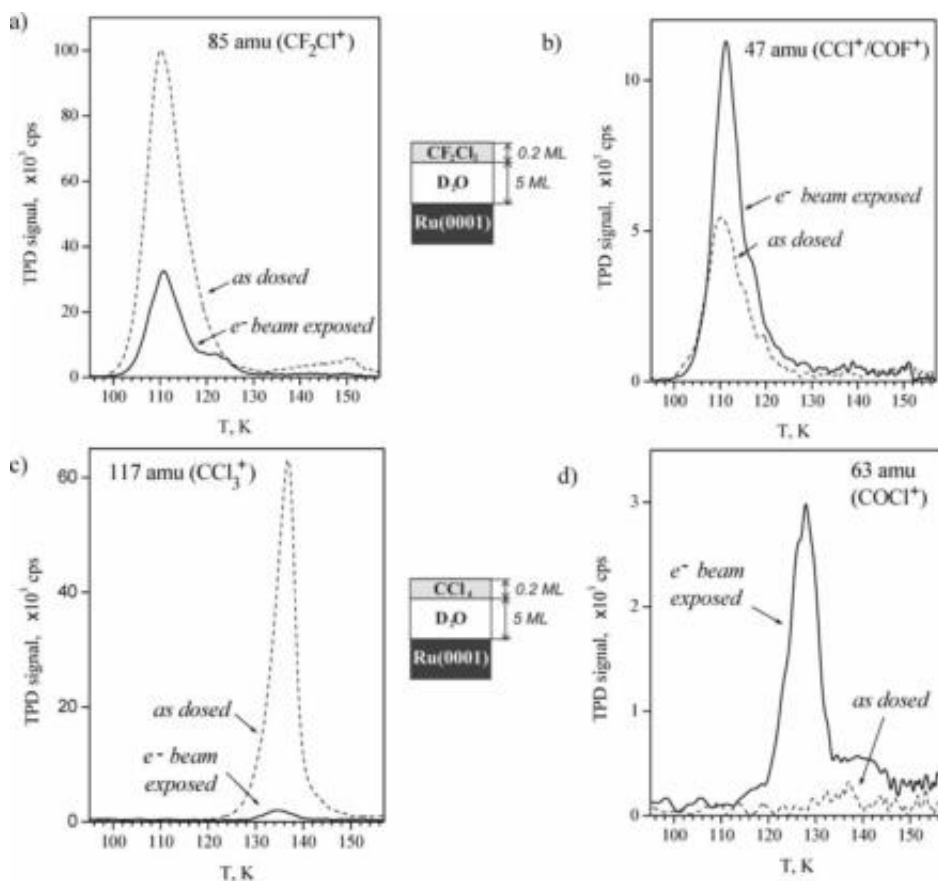 a)
85 amu (CF₂Cl⁺)
TPD signal, x10³ cps
100
80
60
40
20
0
as dosed
e⁻ beam exposed
100 110 120 130 140 150
T, K
CF₂Cl₂
0.2 ML
D₂O
5 ML
Ru(0001)
b)
47 amu (CCl⁺/COF⁺)
TPD signal, x10³ cps
10
5
0
e⁻ beam exposed
as dosed
100 110 120 130 140 150
T, K
c)
117 amu (CCl₃⁺)
TPD signal, x10³ cps
60
40
20
0
as dosed
e⁻ beam
exposed
100 110 120 130 140 150
T, K
CCl₄
0.2 ML
D₂O
5 ML
Ru(0001)
d)
63 amu
(COCl⁺)
TPD signal, x10³ cps
3
2
1
0
e⁻ beam
exposed
as dosed
100 110 120 130 140 150
T, K